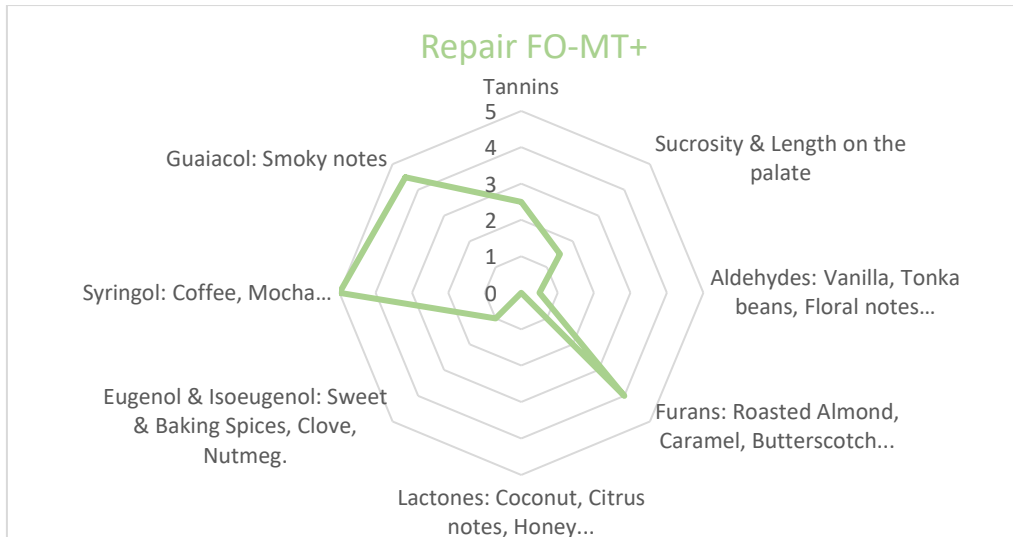 Repair FO-MT+
Tannins
5
4
3
2
1
0
Sucrosity & Length on the
palate
Aldehydes: Vanilla, Tonka
beans, Floral notes…
Furans: Roasted Almond,
Caramel, Butterscotch...
Lactones: Coconut, Citrus
notes, Honey...
Eugenol & Isoeugenol: Sweet
& Baking Spices, Clove,
Nutmeg.
Syringol: Coffee, Mocha…
Guaiacol: Smoky notes